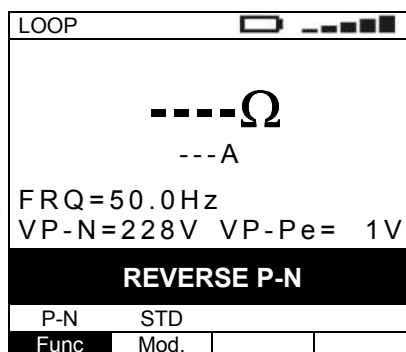 LOOP
----Ω
---A
FRQ=50.0Hz
VP-N=228V VP-Pe= 1V
REVERSE P-N
P-N STD
Func Mod.